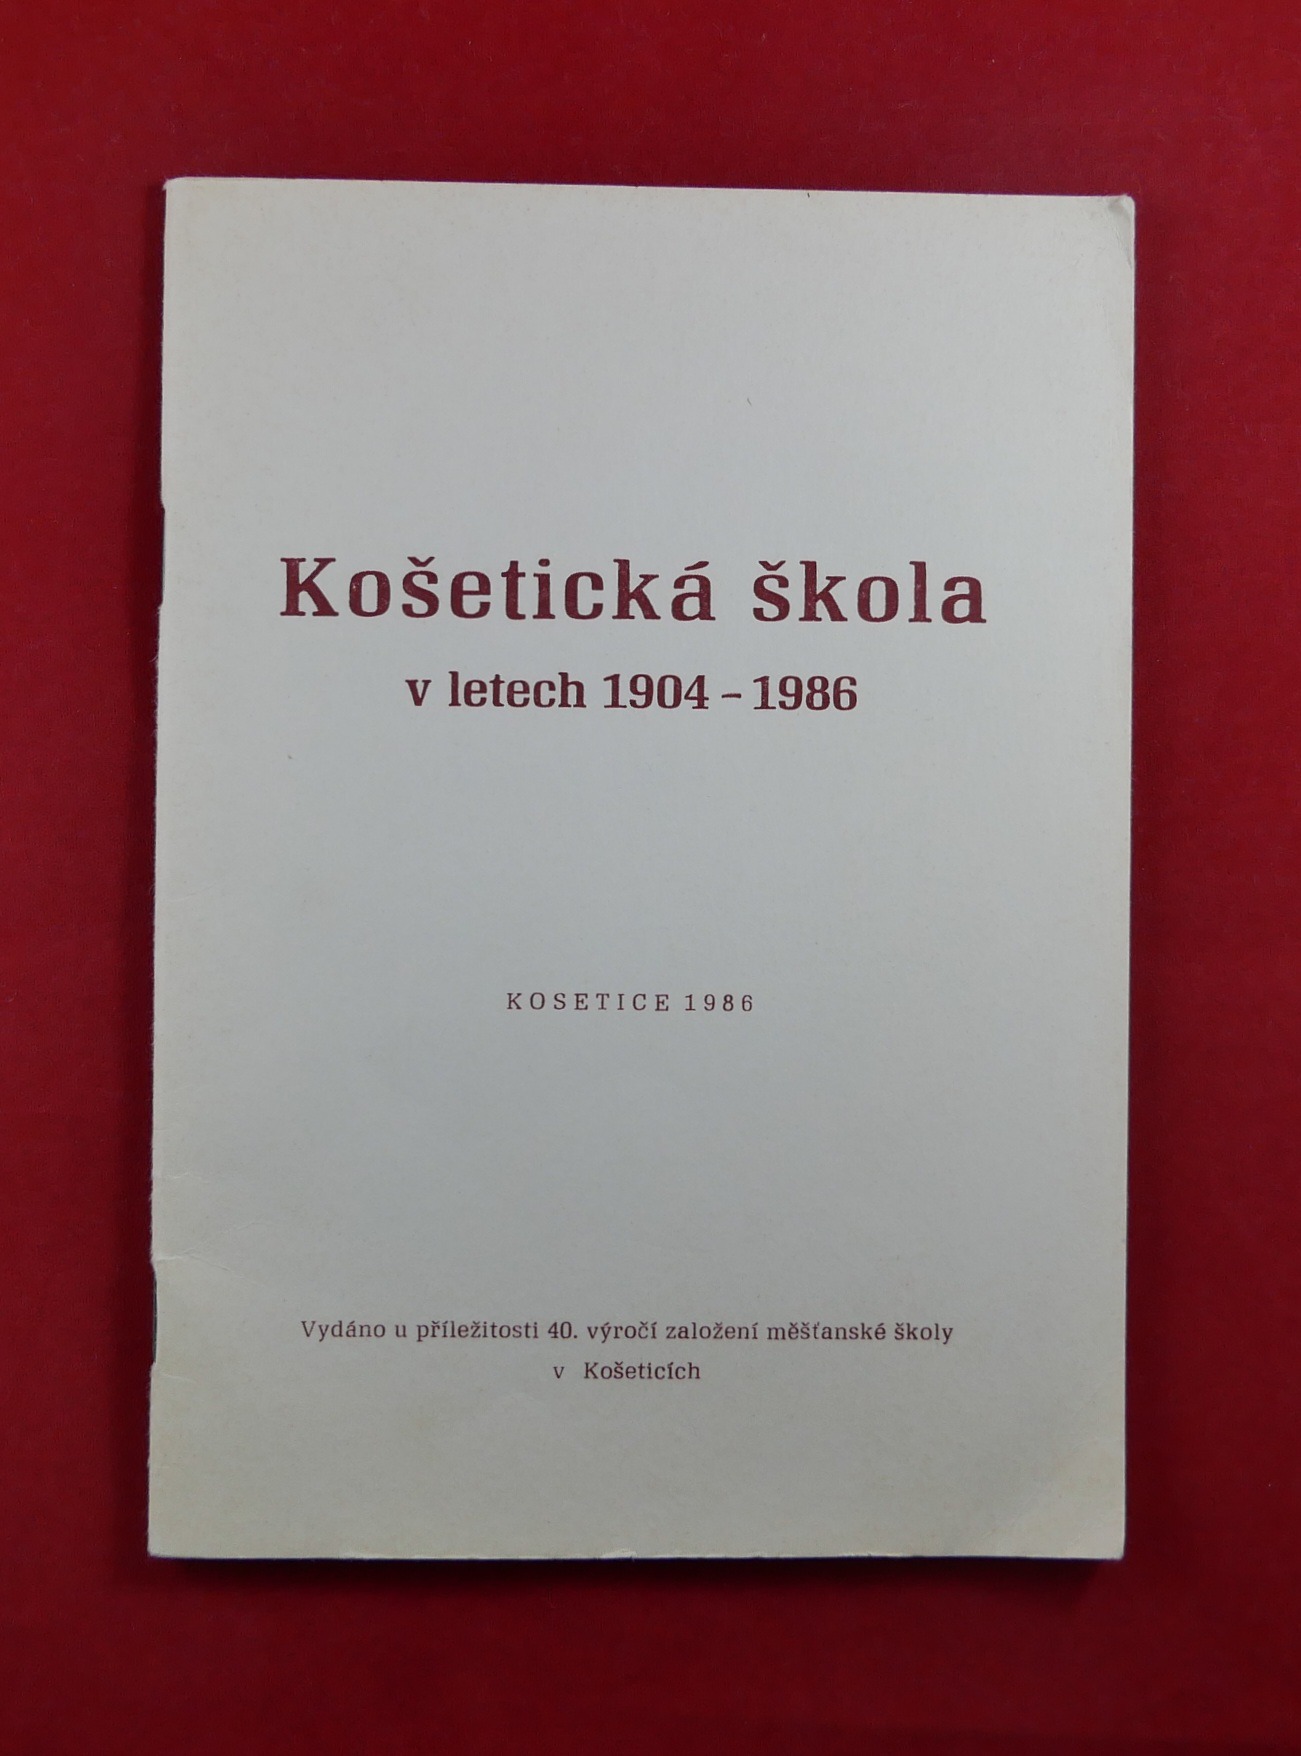 Košetická škola
v letech 1904 - 1986
KOSETICE 1986
Vydáno u příležitosti 40. výročí založení měšťanské školy
v Košeticích